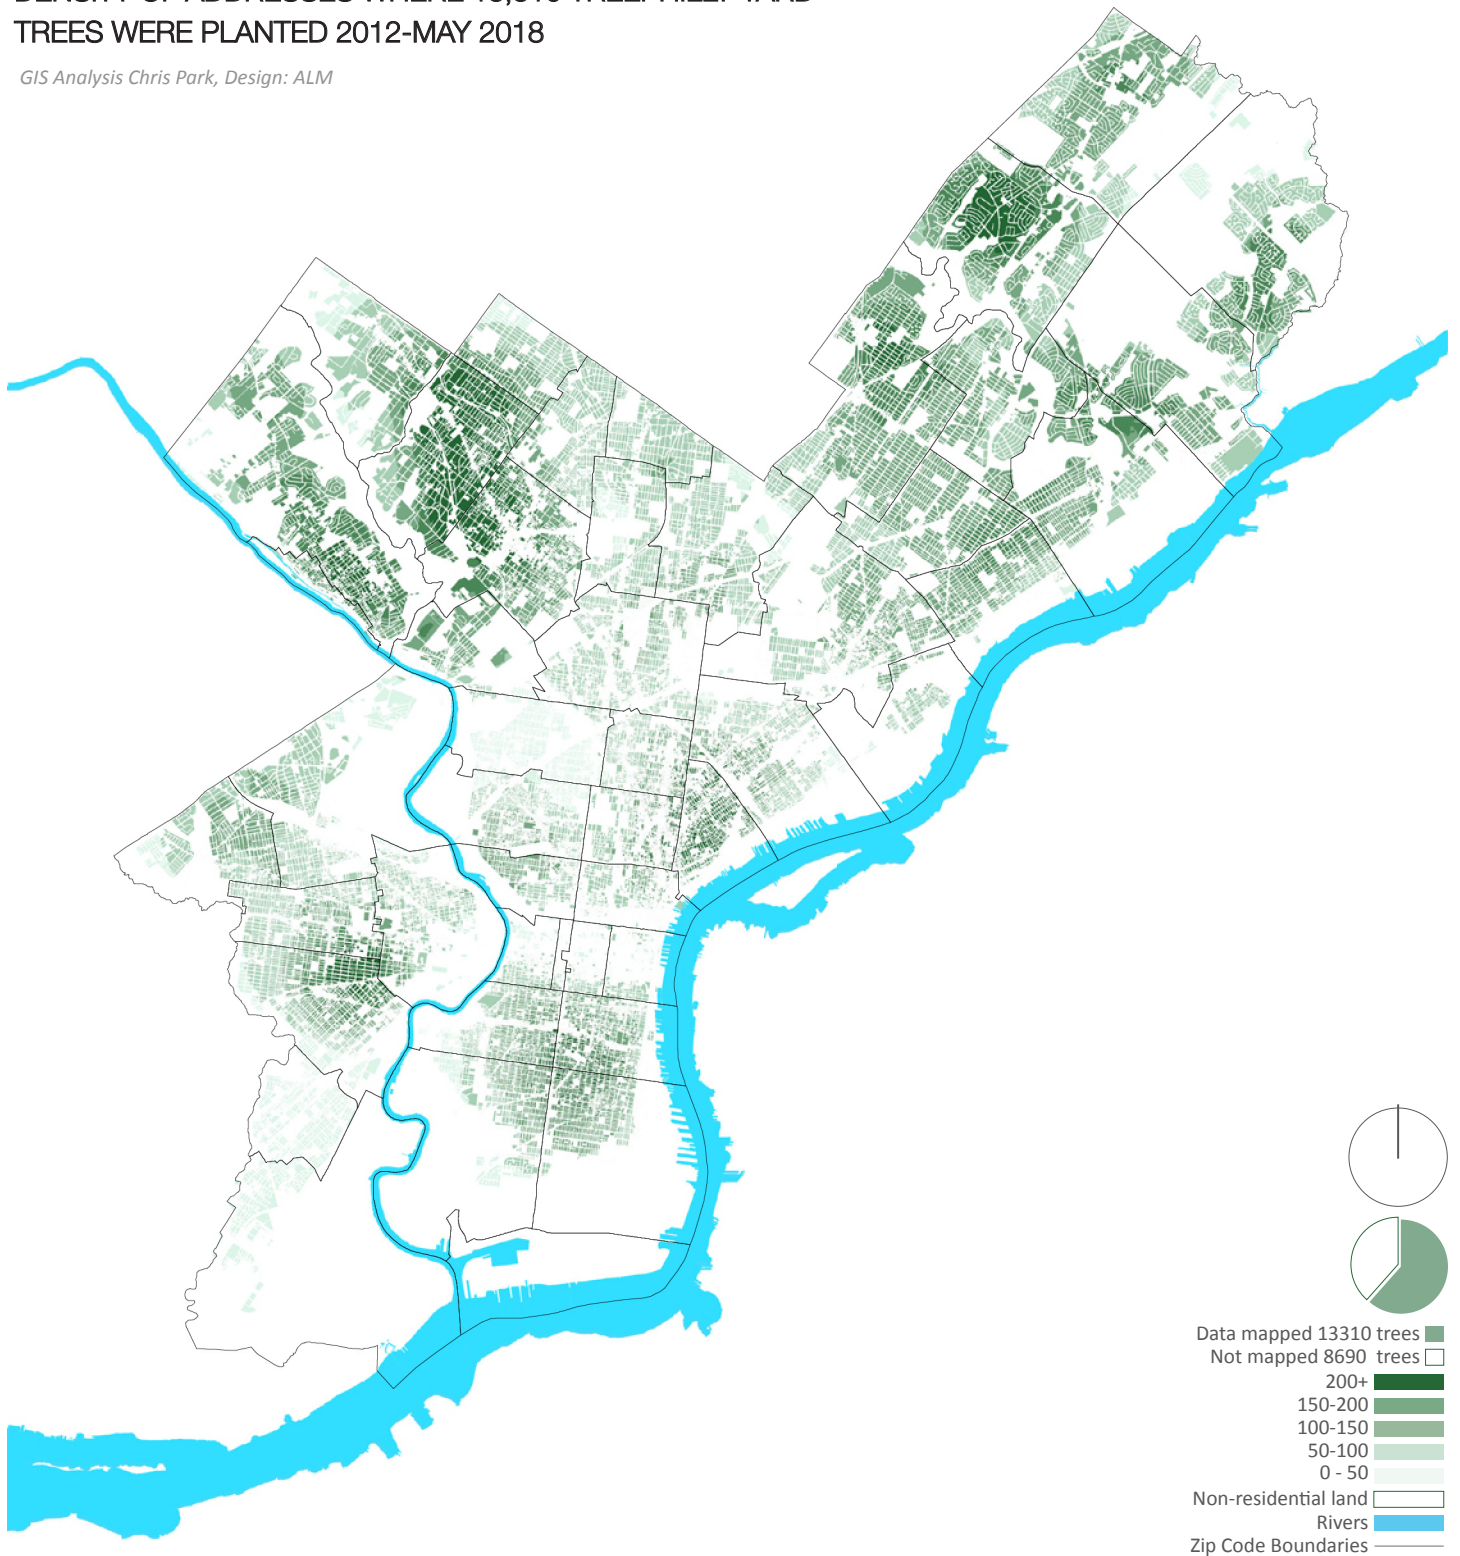 TREES WERE PLANTED 2012-MAY 2018
GIS Analysis Chris Park, Design: ALM
Data mapped 13310 trees
Not mapped 8690 trees
200+
150-200
100-150
50-100
0 - 50
Non-residential land
Rivers
Zip Code Boundaries